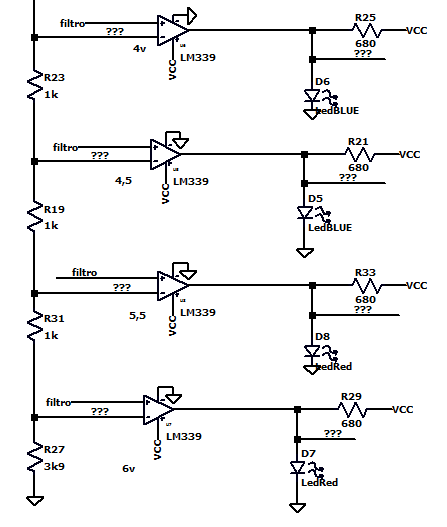 filtro
???
4v
VCC
U6
LM339
R25
680
VCC
???
R23
1k
D6
LedBLUE
filtro
???
4,5
VCC
LM339
R21
680
VCC
???
R19
1k
D5
LedBLUE
filtro
???
5,5
VCC
LM339
R33
680
VCC
???
R31
1k
D8
LedRed
filtro
???
6v
VCC
U7
LM339
R29
680
VCC
???
R27
3k9
D7
LedRed